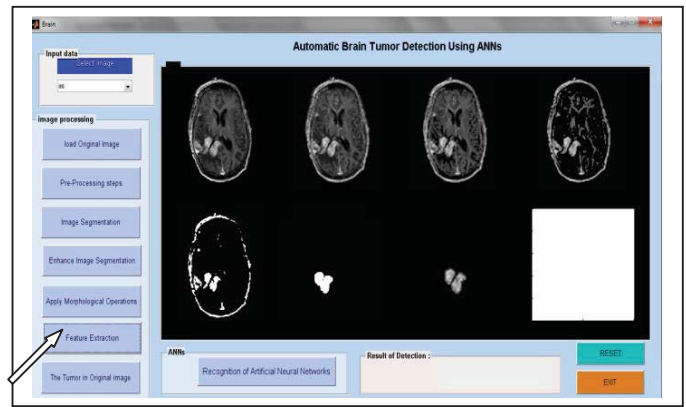 Brain
Automatic Brain Tumor Detection Using ANNs
Input data
Select Image
image processing
load Original Image
Pre-Processing steps
Image Segmentation
Enhance Image Segmentation
Apply Morphological Operations
Feature Extraction
The Tumor in Original image
ANNs
Recognition of Artificial Neural Networks
Result of Detection :
RESET
EXIT